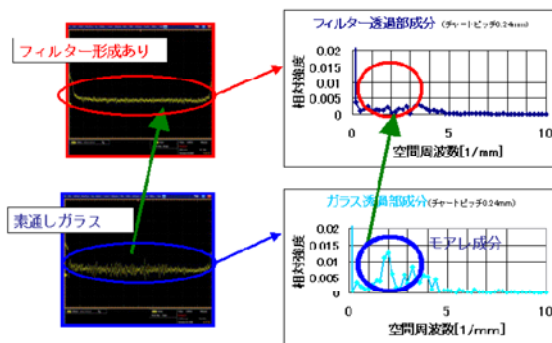 フィルター形成あり
素通しガラス
フィルター透過部成分 (チャートピッチ0.24mm)
相対強度
0.02
0.015
0.01
0.005
0
0
5
10
空間周波数[1/mm]
ガラス透過部成分(チャートピッチ0.24mm)
モアレ成分
相対強度
0.02
0.015
0.01
0.005
0
0
5
10
空間周波数[1/mm]